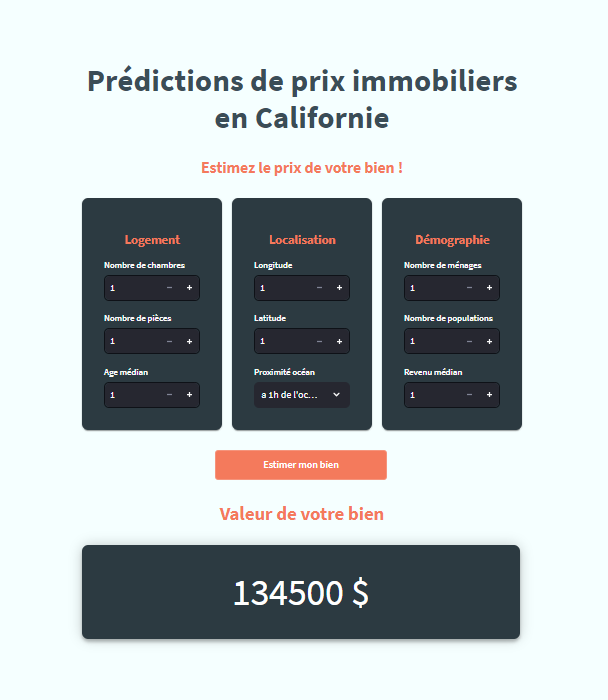 Prédictions de prix immobiliers
en Californie
Estimez le prix de votre bien !
Logement
Nombre de chambres
1 − +
Nombre de pièces
1 − +
Age médian
1 − +
Localisation
Longitude
1 − +
Latitude
1 − +
Proximité océan
a 1h de l'oc...
Démographie
Nombre de ménages
1 − +
Nombre de populations
1 − +
Revenu médian
1 − +
Estimer mon bien
Valeur de votre bien
134500 $